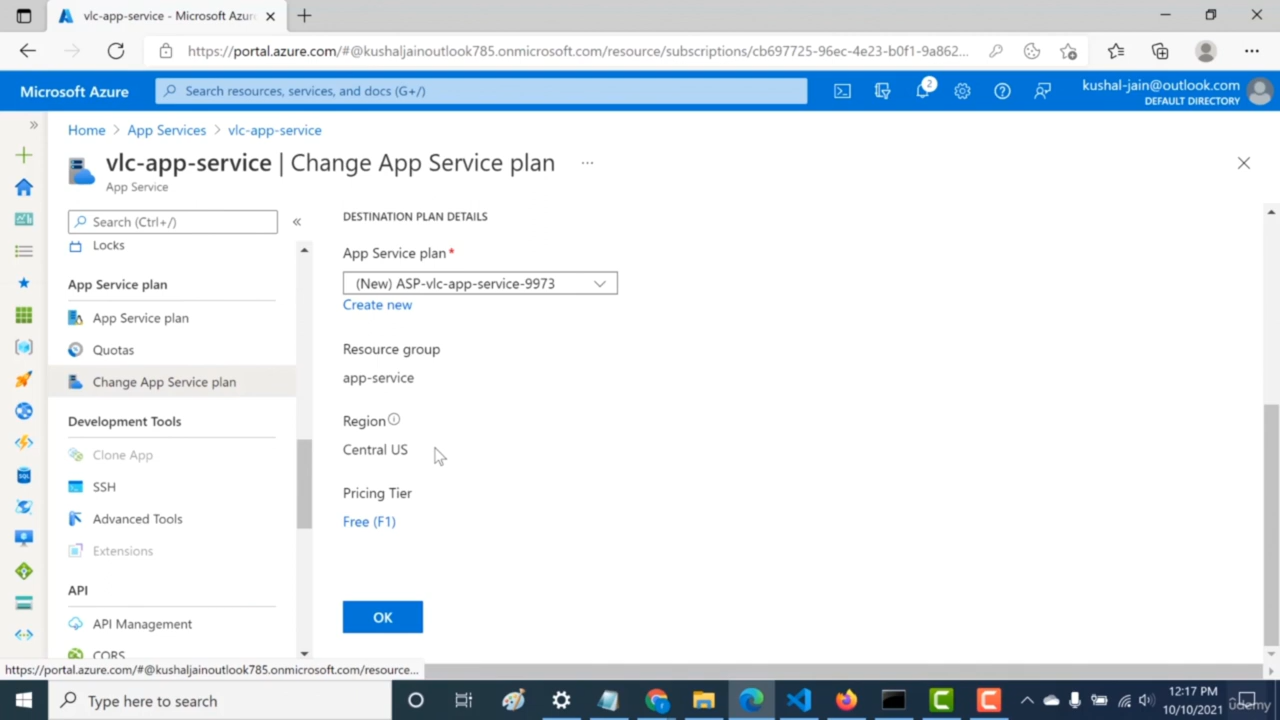 vlc-app-service - Microsoft Azur
https://portal.azure.com/#@kushaljainoutlook785.onmicrosoft.com/resource/subscriptions/cb697725-96ec-4e23-b0f1-9a862...
Microsoft Azure
Search resources, services, and docs (G+/)
2
kushal-jain@outlook.com
DEFAULT DIRECTORY
Home > App Services > vlc-app-service
vlc-app-service | Change App Service plan ...
App Service
Search (Ctrl+/)
Locks
App Service plan
App Service plan
Quotas
Change App Service plan
Development Tools
Clone App
SSH
Advanced Tools
Extensions
API
API Management
CORS
DESTINATION PLAN DETAILS
App Service plan*
(New) ASP-vlc-app-service-9973
Create new
Resource group
app-service
Region
Central US
Pricing Tier
Free (F1)
OK
https://portal.azure.com/#@kushaljainoutlook785.onmicrosoft.com/resource...
Type here to search
12:17 PM
10/10/2021
udemy